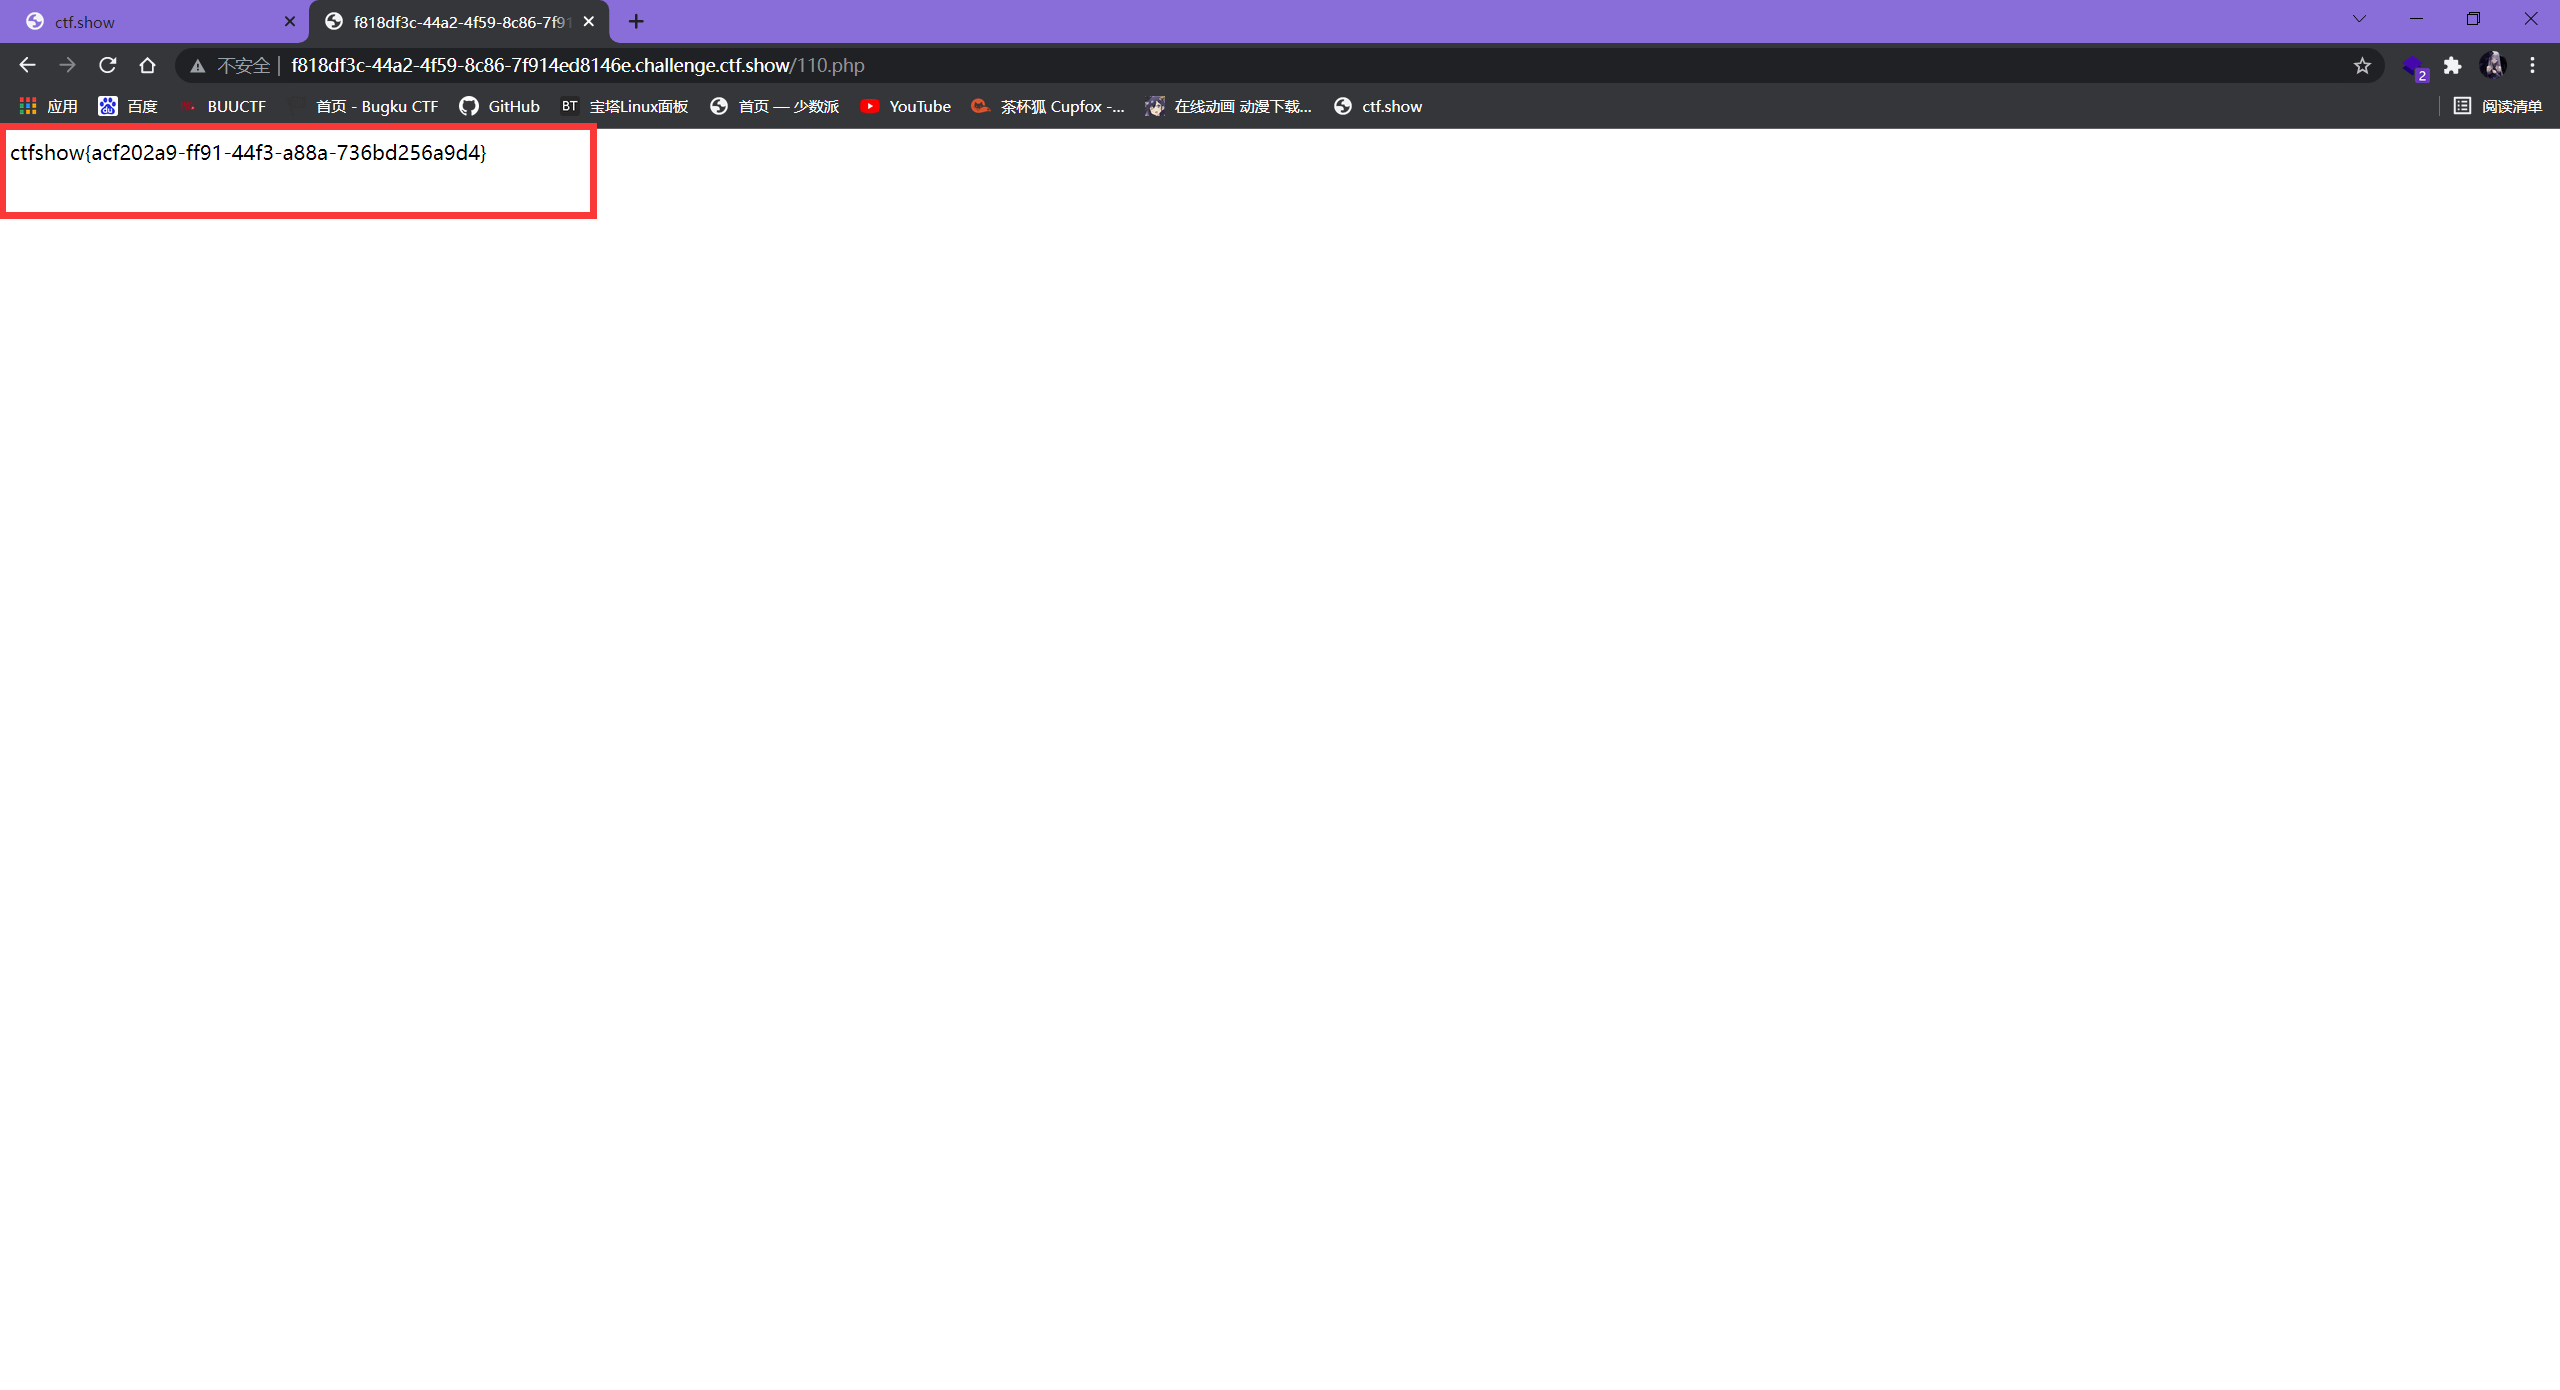 ctf.show
f818df3c-44a2-4f59-8c86-7f91
不安全 f818df3c-44a2-4f59-8c86-7f914ed8146e.challenge.ctf.show/110.php
2
应用 百度 BUUCTF 首页 - Bugku CTF GitHub BT 宝塔Linux面板 首页 — 少数派 YouTube 茶杯狐 Cupfox -... 在线动画 动漫下载... ctf.show 阅读清单
ctfshow{acf202a9-ff91-44f3-a88a-736bd256a9d4}